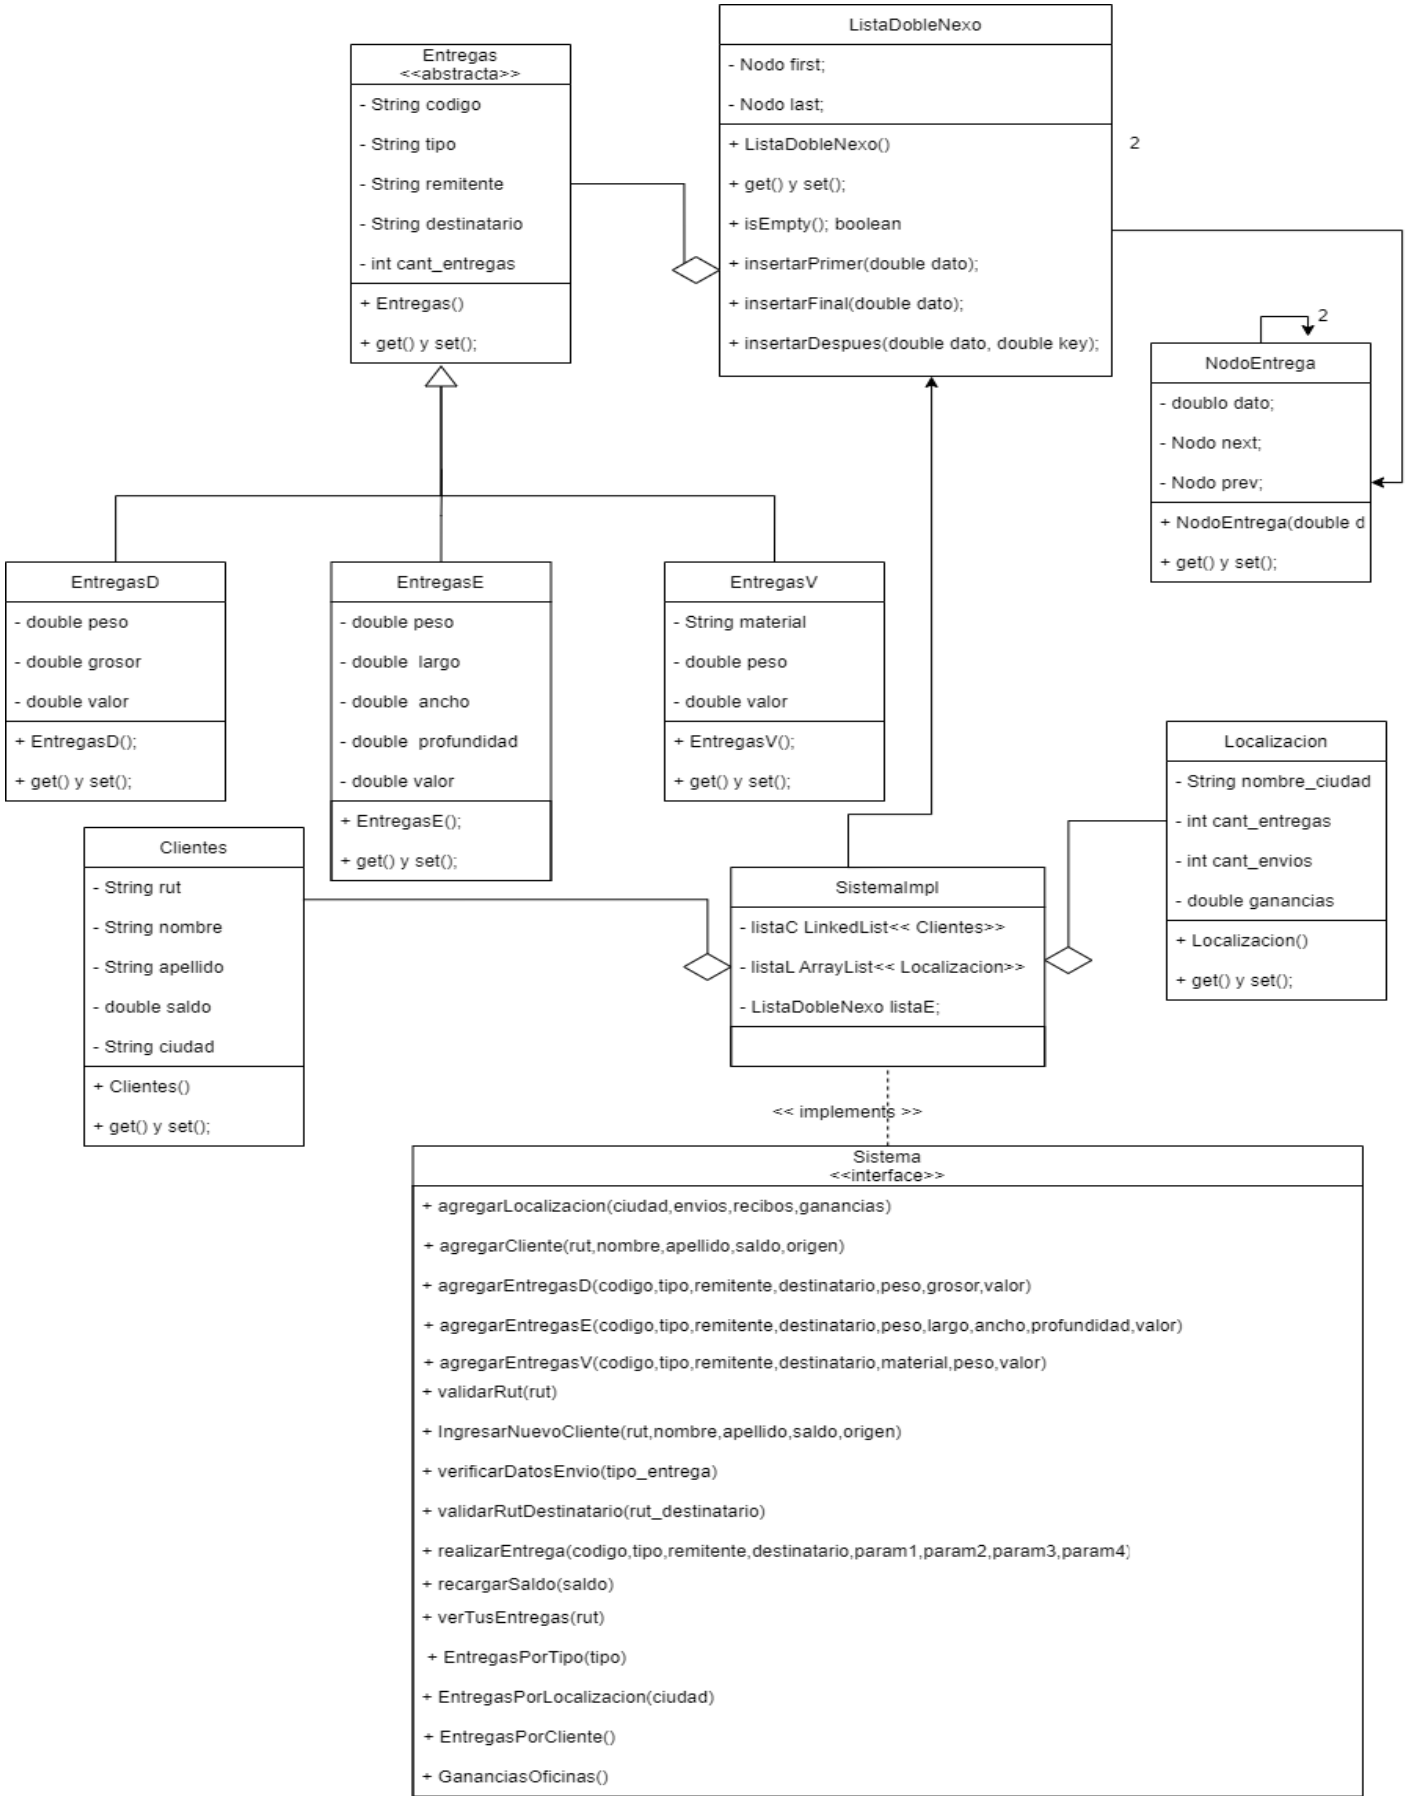 Entregas
<<abstracta>>
- String codigo
- String tipo
- String remitente
- String destinatario
- int cant_entregas
+ Entregas()
+ get() y set();
ListaDobleNexo
- Nodo first;
- Nodo last;
+ ListaDobleNexo()
+ get() y set();
+ isEmpty(); boolean
+ insertarPrimer(double dato);
+ insertarFinal(double dato);
+ insertarDespues(double dato, double key);
2
2
NodoEntrega
- doublo dato;
- Nodo next;
- Nodo prev;
+ NodoEntrega(double d
+ get() y set();
EntregasD
- double peso
- double grosor
- double valor
+ EntregasD();
+ get() y set();
EntregasE
- double peso
- double  largo
- double  ancho
- double  profundidad
- double valor
+ EntregasE();
+ get() y set();
EntregasV
- String material
- double peso
- double valor
+ EntregasV();
+ get() y set();
Localizacion
- String nombre_ciudad
- int cant_entregas
- int cant_envios
- double ganancias
+ Localizacion()
+ get() y set();
Clientes
- String rut
- String nombre
- String apellido
- double saldo
- String ciudad
+ Clientes()
+ get() y set();
SistemaImpl
- listaC LinkedList<< Clientes>>
- listaL ArrayList<< Localizacion>>
- ListaDobleNexo listaE;
<< implements >>
Sistema
<<interface>>
+ agregarLocalizacion(ciudad,envios,recibos,ganancias)
+ agregarCliente(rut,nombre,apellido,saldo,origen)
+ agregarEntregasD(codigo,tipo,remitente,destinatario,peso,grosor,valor)
+ agregarEntregasE(codigo,tipo,remitente,destinatario,peso,largo,ancho,profundidad,valor)
+ agregarEntregasV(codigo,tipo,remitente,destinatario,material,peso,valor)
+ validarRut(rut)
+ IngresarNuevoCliente(rut,nombre,apellido,saldo,origen)
+ verificarDatosEnvio(tipo_entrega)
+ validarRutDestinatario(rut_destinatario)
+ realizarEntrega(codigo,tipo,remitente,destinatario,param1,param2,param3,param4)
+ recargarSaldo(saldo)
+ verTusEntregas(rut)
+ EntregasPorTipo(tipo)
+ EntregasPorLocalizacion(ciudad)
+ EntregasPorCliente()
+ GananciasOficinas()